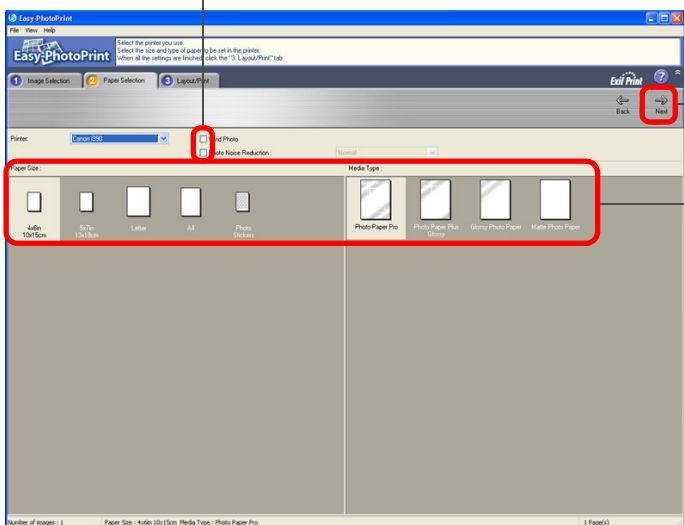 Easy-PhotoPrint
File View Help
Easy-PhotoPrint
Select the printer you use.
Select the size and type of paper to be set in the printer.
When all the settings are finished, click the "3. Layout/Print" tab.
1 Image Selection 2 Paper Selection 3 Layout/Print
Exif Print ?
Back Next
Printer: Canon i990
Vivid Photo
Photo Noise Reduction : Normal
Paper Size : Media Type :
4x6in 5x7in Letter A4 Photo Photo Paper Pro Photo Paper Plus Glossy Photo Paper Matte Photo Paper
10x15cm 13x18cm Stickers Glossy
Number of images : 1 Paper Size : 4x6in 10x15cm Media Type : Photo Paper Pro 1 Page(s)